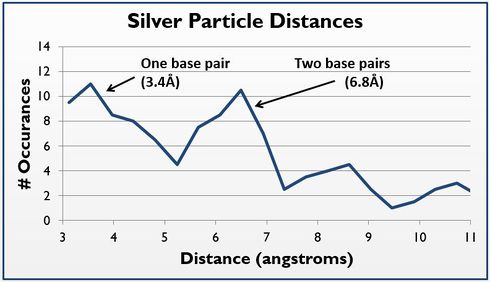 Silver Particle Distances
14
12
10
8
6
4
2
0
# Occurances
One base pair
(3.4Å)
Two base pairs
(6.8Å)
3 4 5 6 7 8 9 10 11
Distance (angstroms)